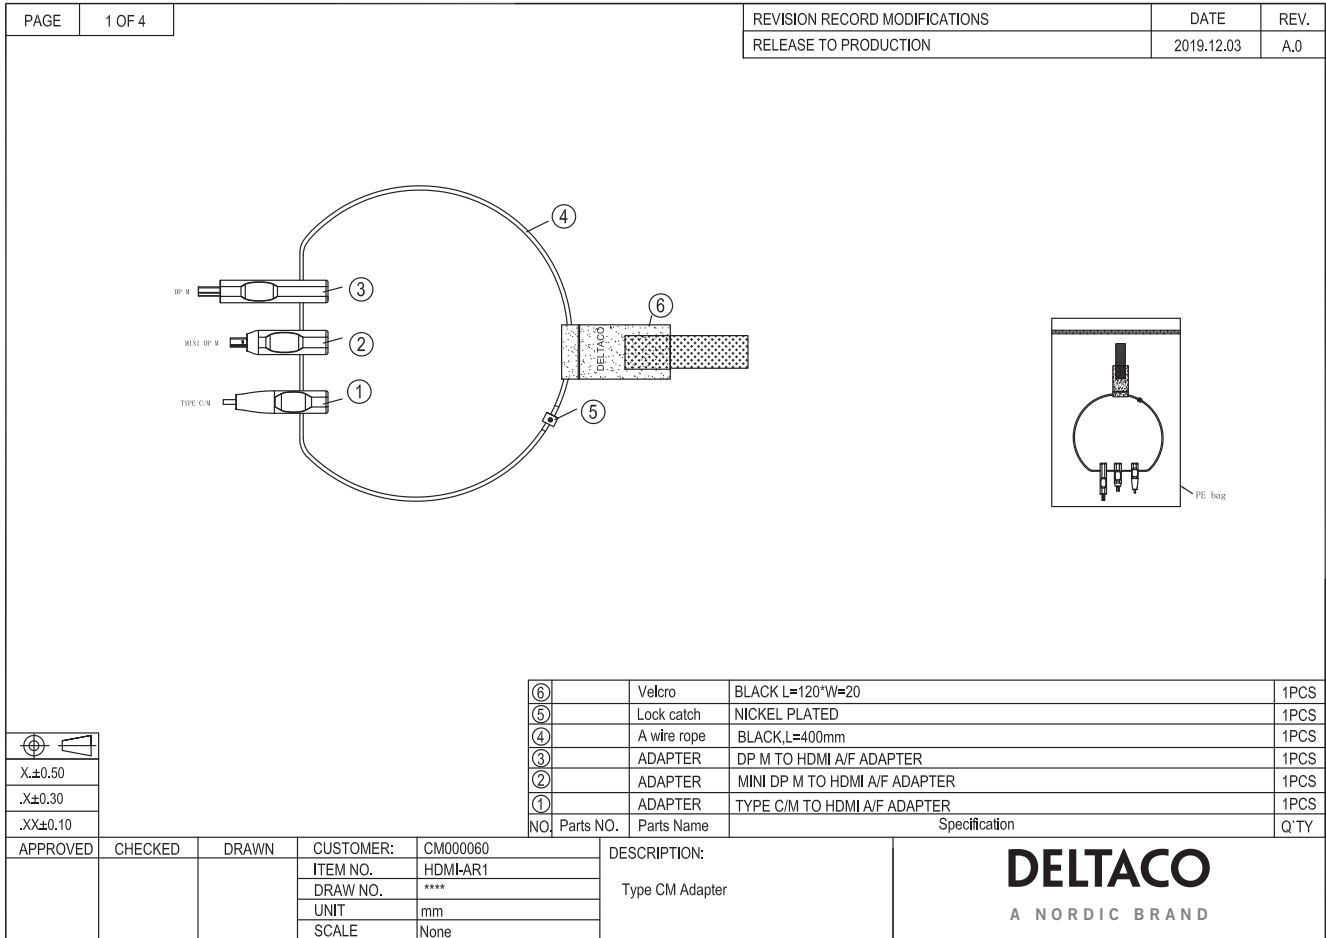 PAGE 1 OF 4
REVISION RECORD MODIFICATIONS DATE REV.
RELEASE TO PRODUCTION 2019.12.03 A.0
4
DP M 3
6
MINI DP M 2
DELTACO
TYPE C/M 1
5
PE bag
6 Velcro BLACK L=120*W=20 1PCS
5 Lock catch NICKEL PLATED 1PCS
4 A wire rope BLACK,L=400mm 1PCS
3 ADAPTER DP M TO HDMI A/F ADAPTER 1PCS
2 ADAPTER MINI DP M TO HDMI A/F ADAPTER 1PCS
1 ADAPTER TYPE C/M TO HDMI A/F ADAPTER 1PCS
NO. Parts NO. Parts Name Specification Q`TY
X.±0.50
.X±0.30
.XX±0.10
APPROVED CHECKED DRAWN
CUSTOMER: CM000060
ITEM NO. HDMI-AR1
DRAW NO. ****
UNIT mm
SCALE None
DESCRIPTION:
Type CM Adapter
DELTACO
A NORDIC BRAND